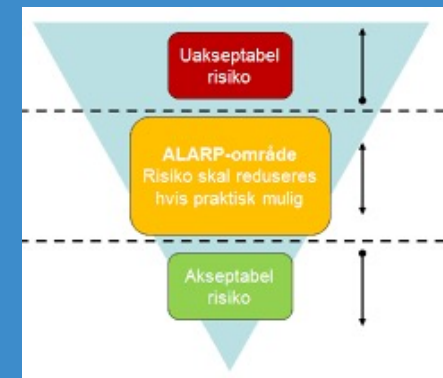 Uakseptabel
risiko
ALARP-område
Risiko skal reduseres
hvis praktisk mulig
Akseptabel
risiko